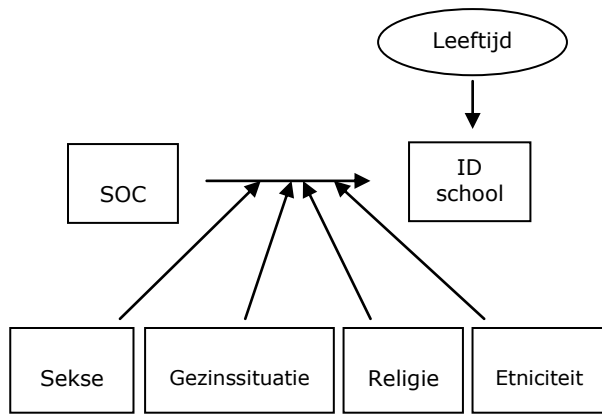 Leeftijd
SOC
ID
school
Sekse
Gezinssituatie
Religie
Etniciteit